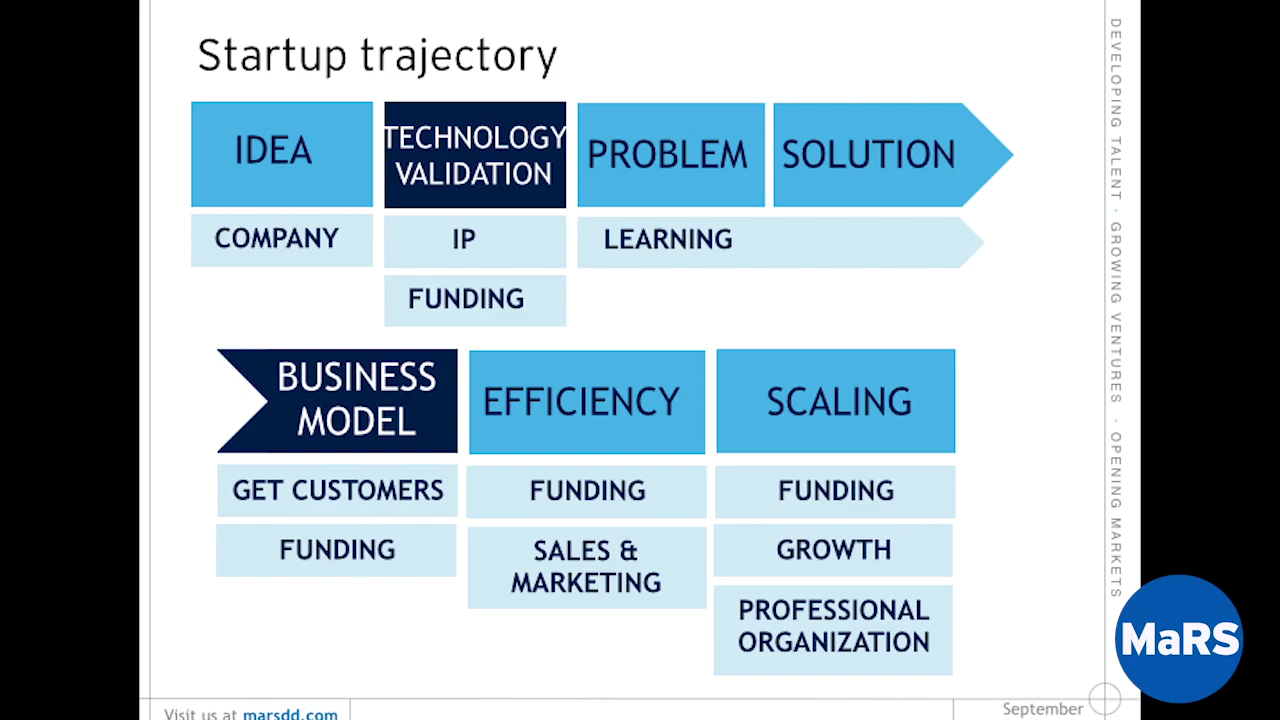 Startup trajectory
IDEA
TECHNOLOGY
VALIDATION
PROBLEM
SOLUTION
COMPANY
IP
LEARNING
FUNDING
BUSINESS
MODEL
EFFICIENCY
SCALING
GET CUSTOMERS
FUNDING
FUNDING
FUNDING
SALES &
MARKETING
GROWTH
PROFESSIONAL
ORGANIZATION
DEVELOPING TALENT · GROWING VENTURES · OPENING MARKETS
MaRS
Visit us at marsdd.com
September